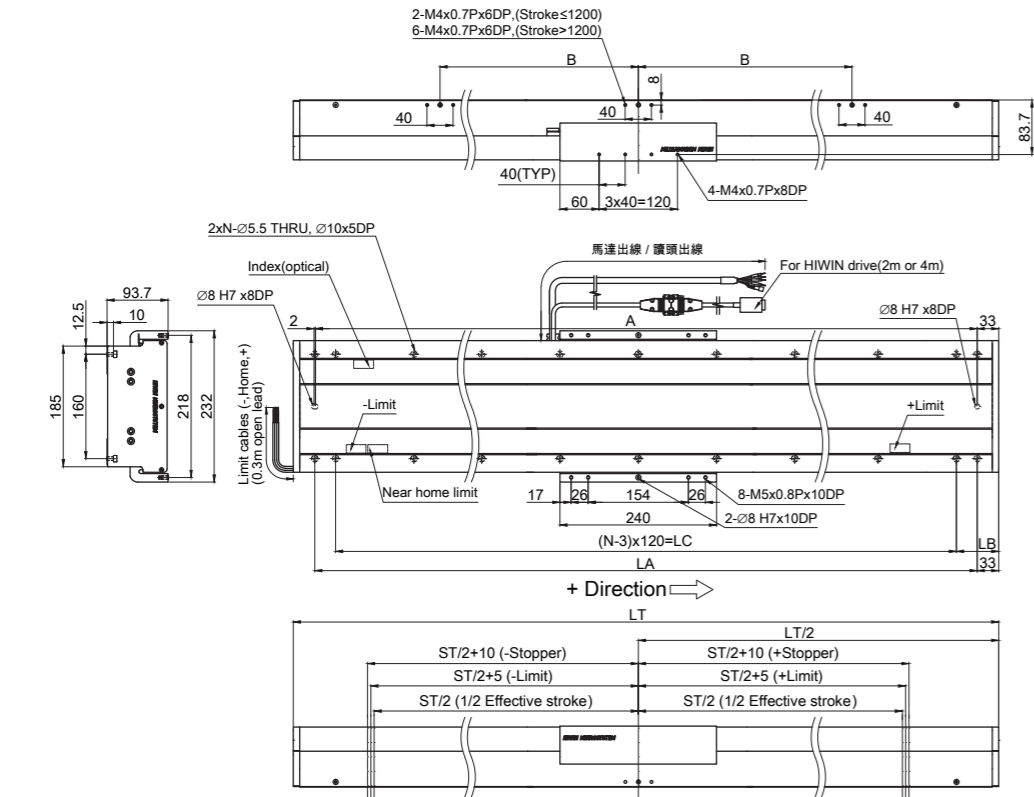 2-M4x0.7Px6DP,(Stroke≤1200)
6-M4x0.7Px6DP,(Stroke>1200)
B
B
8
40
40
40
83.7
40(TYP)
60
3x40=120
4-M4x0.7Px8DP
2xN-∅5.5 THRU, ∅10x5DP
馬達出線 / 讀頭出線
Index(optical)
For HIWIN drive(2m or 4m)
93.7
10
12.5
∅8 H7 x8DP
∅8 H7 x8DP
2
A
33
185
160
218
232
Limit cables (-,Home,+)
(0.3m open lead)
-Limit
+Limit
Near home limit
17
26
154
26
8-M5x0.8Px10DP
240
2-∅8 H7x10DP
(N-3)x120=LC
LB
LA
33
+ Direction
LT
LT/2
ST/2+10 (-Stopper)
ST/2+10 (+Stopper)
ST/2+5 (-Limit)
ST/2+5 (+Limit)
ST/2 (1/2 Effective stroke)
ST/2 (1/2 Effective stroke)